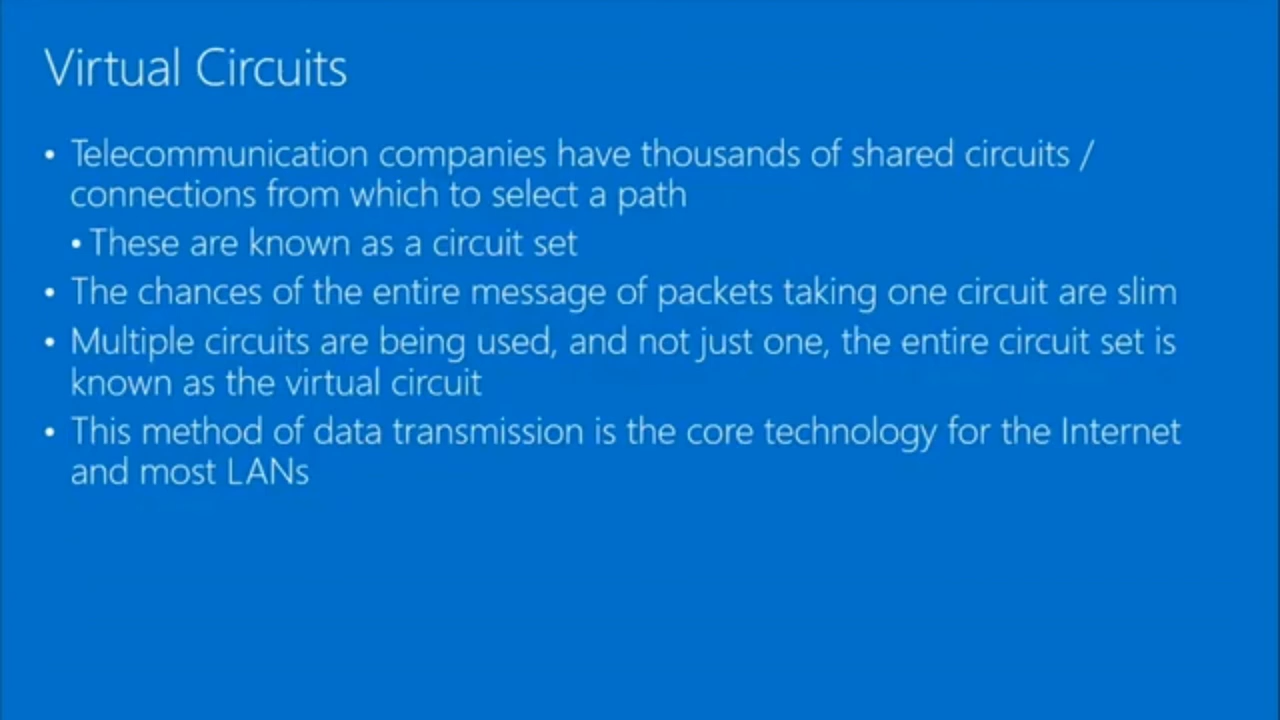 Virtual Circuits
• Telecommunication companies have thousands of shared circuits /
connections from which to select a path
• These are known as a circuit set
• The chances of the entire message of packets taking one circuit are slim
• Multiple circuits are being used, and not just one, the entire circuit set is
known as the virtual circuit
• This method of data transmission is the core technology for the Internet
and most LANs